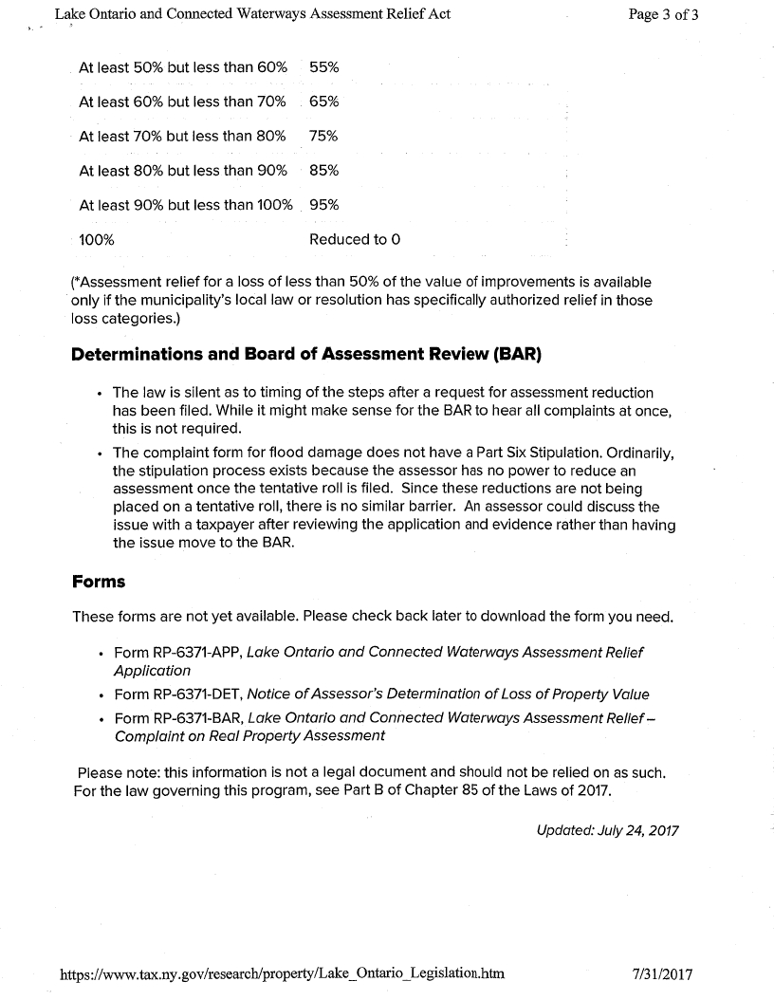 Lake Ontario and Connected Waterways Assessment Relief Act Page 3 of 3
At least 50% but less than 60% 55%
At least 60% but less than 70% 65%
At least 70% but less than 80% 75%
At least 80% but less than 90% 85%
At least 90% but less than 100% 95%
100% Reduced to 0
(*Assessment relief for a loss of less than 50% of the value of improvements is available
only if the municipality's local law or resolution has specifically authorized relief in those
loss categories.)
Determinations and Board of Assessment Review (BAR)
• The law is silent as to timing of the steps after a request for assessment reduction
has been filed. While it might make sense for the BAR to hear all complaints at once,
this is not required.
• The complaint form for flood damage does not have a Part Six Stipulation. Ordinarily,
the stipulation process exists because the assessor has no power to reduce an
assessment once the tentative roll is filed. Since these reductions are not being
placed on a tentative roll, there is no similar barrier. An assessor could discuss the
issue with a taxpayer after reviewing the application and evidence rather than having
the issue move to the BAR.
Forms
These forms are not yet available. Please check back later to download the form you need.
• Form RP-6371-APP, Lake Ontario and Connected Waterways Assessment Relief
Application
• Form RP-6371-DET, Notice of Assessor's Determination of Loss of Property Value
• Form RP-6371-BAR, Lake Ontario and Connected Waterways Assessment Relief –
Complaint on Real Property Assessment
Please note: this information is not a legal document and should not be relied on as such.
For the law governing this program, see Part B of Chapter 85 of the Laws of 2017.
Updated: July 24, 2017
https://www.tax.ny.gov/research/property/Lake_Ontario_Legislation.htm 7/31/2017